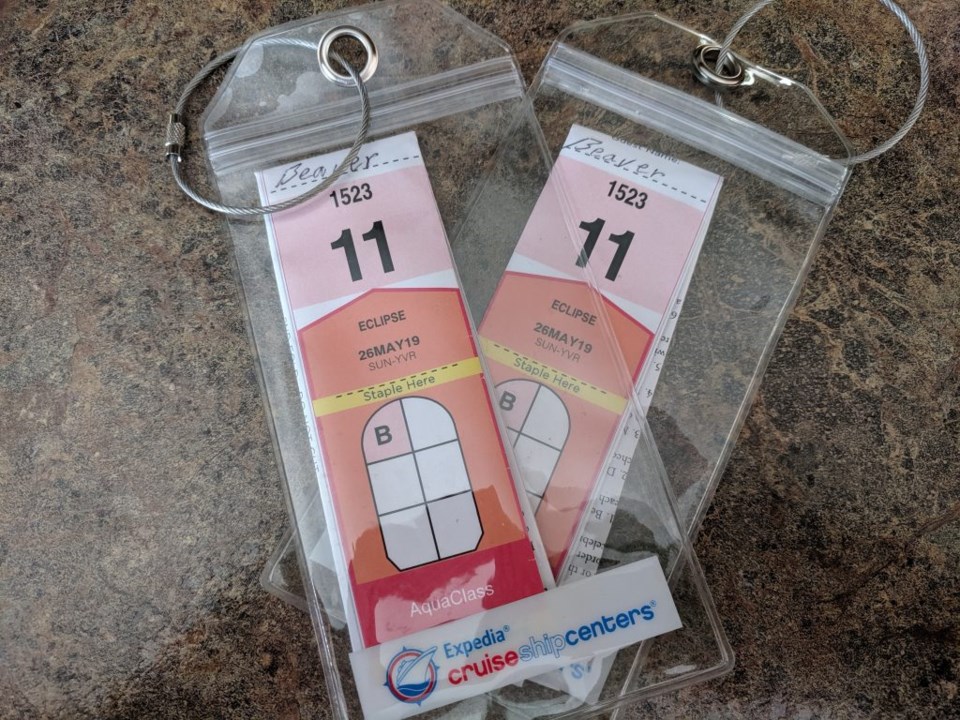 Beaver
1523
11
ECLIPSE
26MAY19
SUN-YVR
Staple Here
B
AquaClass
Expedia®
cruiseshipcenters®
Beaver
Name:
1523
11
ECLIPSE
26MAY19
SUN-YVR
Staple Here
B